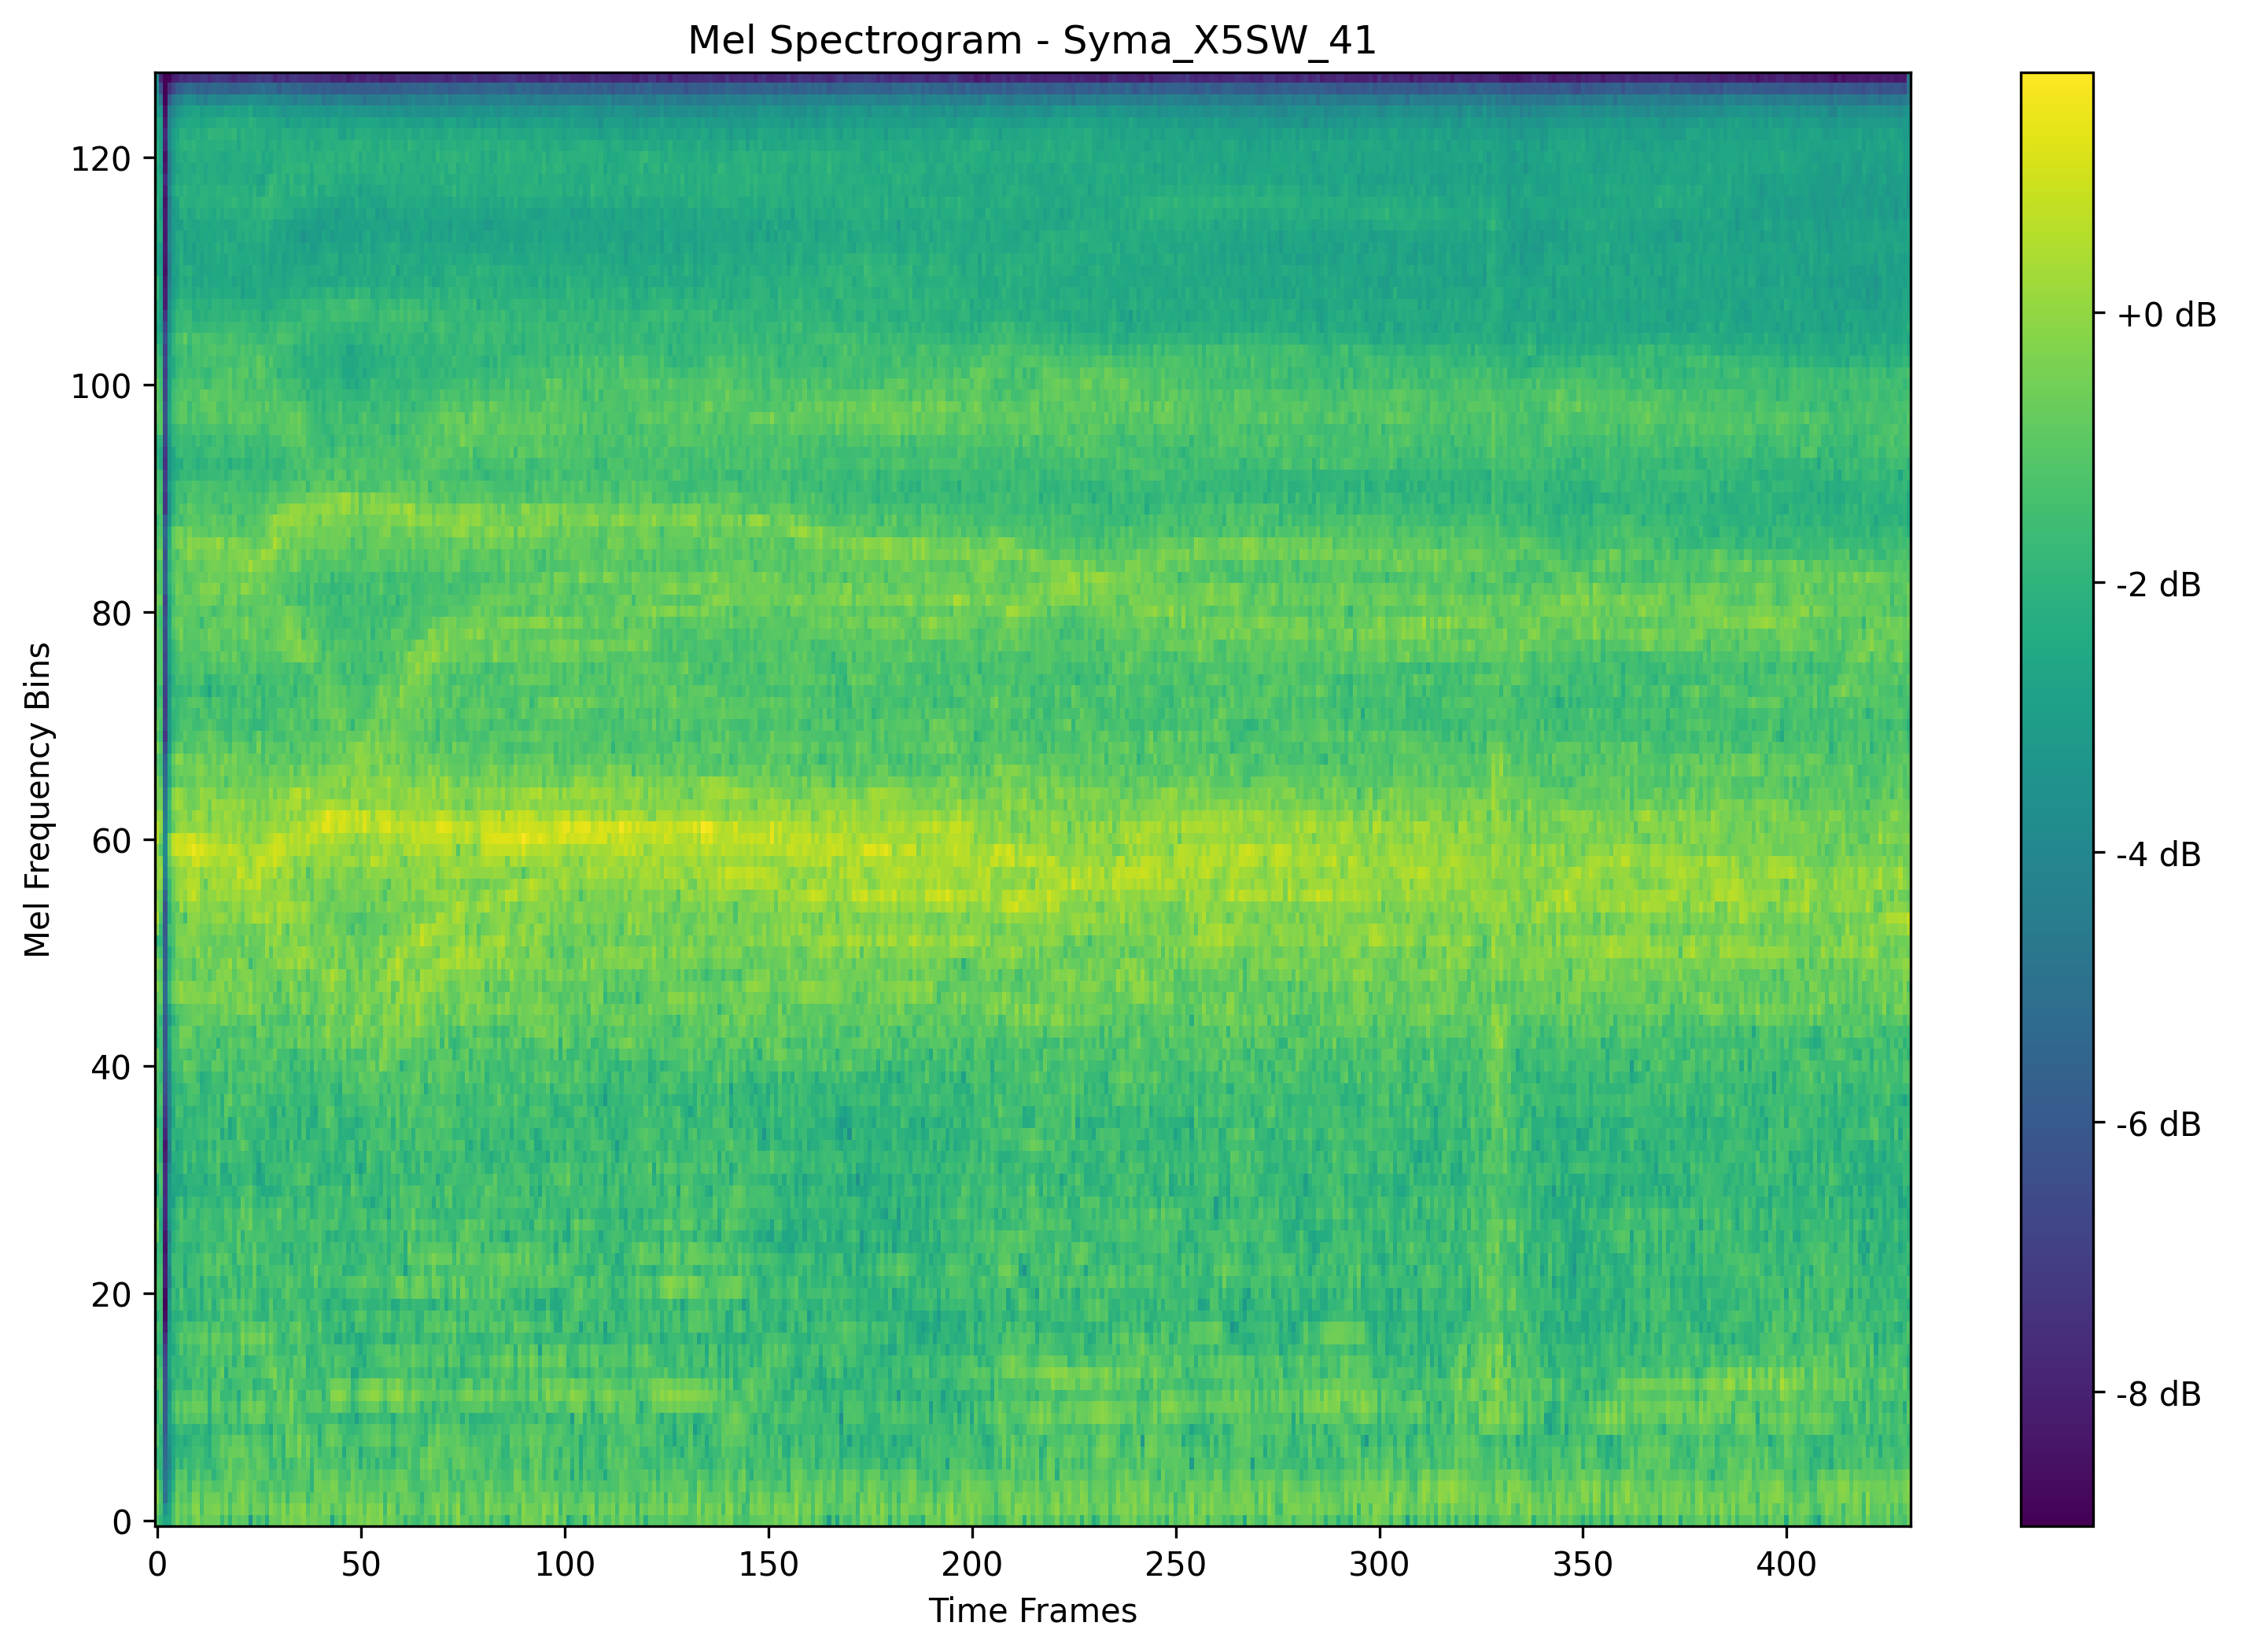 Mel Spectrogram - Syma_X5SW_41
Mel Frequency Bins
120
100
80
60
40
20
0
0 50 100 150 200 250 300 350 400
Time Frames
+0 dB
-2 dB
-4 dB
-6 dB
-8 dB